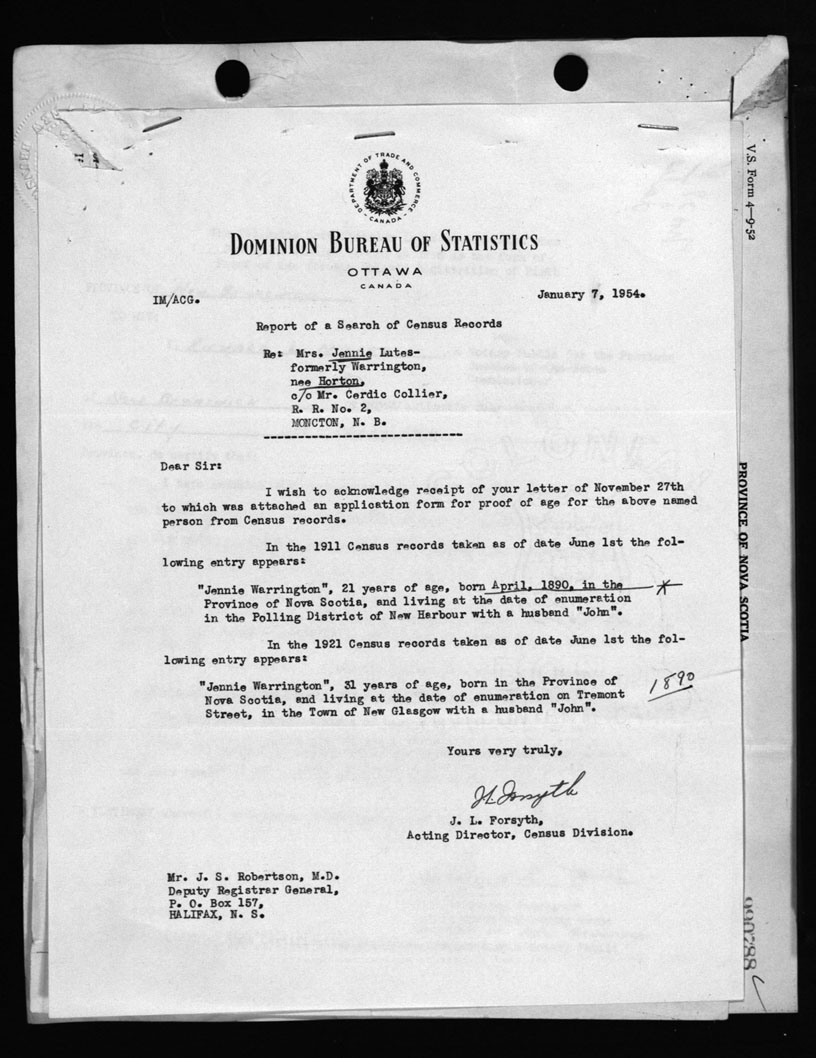 DEPARTMENT OF TRADE AND COMMERCE
- CANADA -
DOMINION BUREAU OF STATISTICS
OTTAWA
CANADA
IM/ACG.
January 7, 1954.
Report of a Search of Census Records
Re: Mrs. Jennie Lutes-
formerly Warrington,
nee Horton,
c/o Mr. Cerdic Collier,
R. R. No. 2,
MONCTON, N. B.
Dear Sir:
I wish to acknowledge receipt of your letter of November 27th
to which was attached an application form for proof of age for the above named
person from Census records.
In the 1911 Census records taken as of date June 1st the fol-
lowing entry appears:
"Jennie Warrington", 21 years of age, born April, 1890, in the
Province of Nova Scotia, and living at the date of enumeration
in the Polling District of New Harbour with a husband "John".
In the 1921 Census records taken as of date June 1st the fol-
lowing entry appears:
"Jennie Warrington", 31 years of age, born in the Province of
Nova Scotia, and living at the date of enumeration on Tremont
Street, in the Town of New Glasgow with a husband "John".
1890
Yours very truly,
J. L. Forsyth,
Acting Director, Census Division.
Mr. J. S. Robertson, M.D.
Deputy Registrar General,
P. O. Box 157,
HALIFAX, N. S.
V.S. Form 4—9-52
PROVINCE OF NOVA SCOTIA